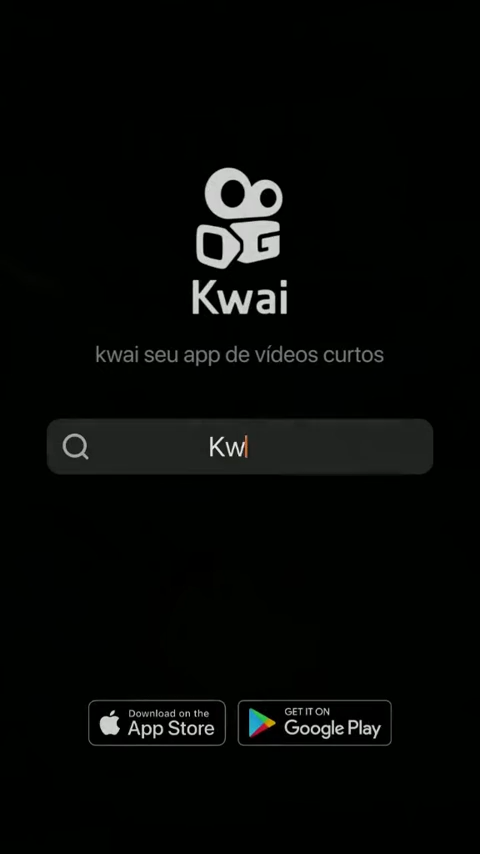 Kwai
kwai seu app de vídeos curtos
Kw
Download on the
App Store
GET IT ON
Google Play